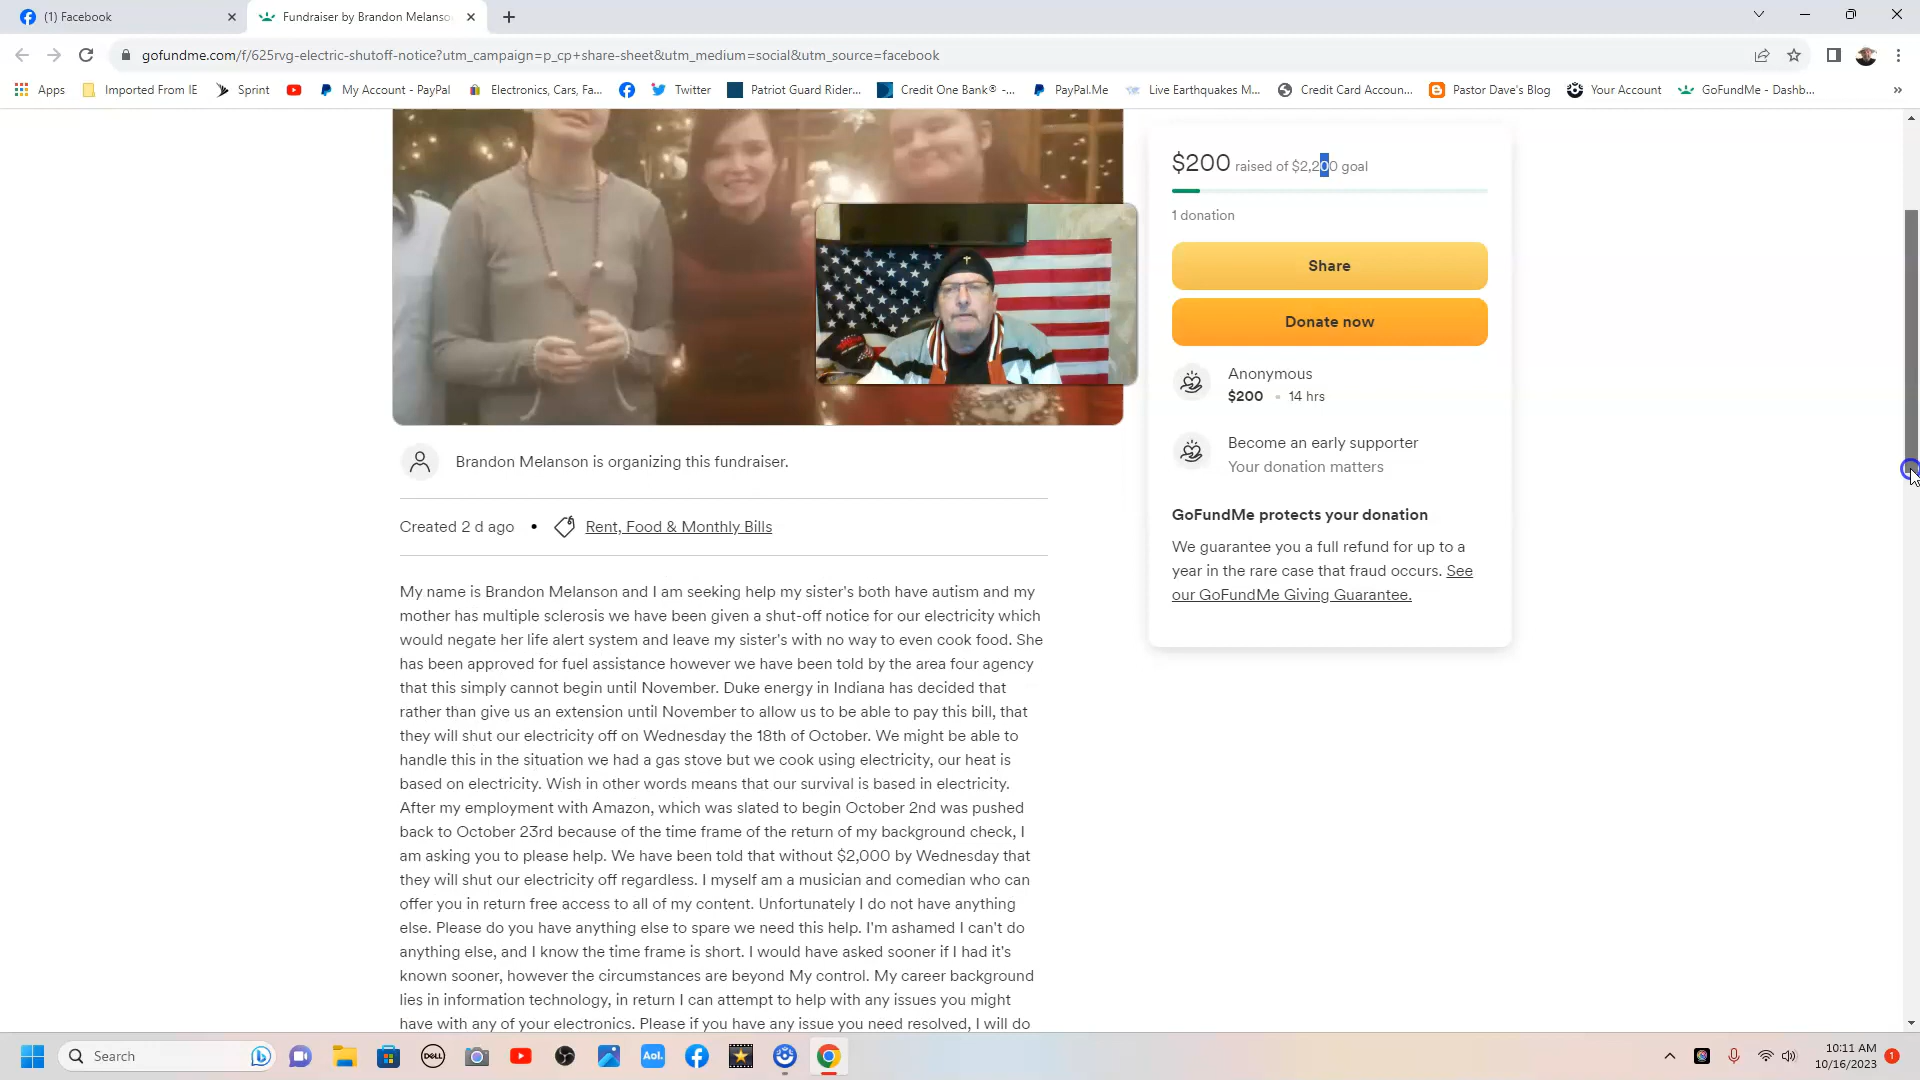 (1) Facebook
Fundraiser by Brandon Melanso
gofundme.com/f/625rvg-electric-shutoff-notice?utm_campaign=p_cp+share-sheet&utm_medium=social&utm_source=facebook
Apps Imported From IE Sprint My Account - PayPal Electronics, Cars, Fa... Twitter Patriot Guard Rider... Credit One Bank® -... PayPal.Me Live Earthquakes M... Credit Card Accoun... Pastor Dave's Blog Your Account GoFundMe - Dashb... »
$200 raised of $2,200 goal
1 donation
Share
Donate now
Anonymous
$200 • 14 hrs
Become an early supporter
Your donation matters
GoFundMe protects your donation
We guarantee you a full refund for up to a
year in the rare case that fraud occurs. See
our GoFundMe Giving Guarantee.
Brandon Melanson is organizing this fundraiser.
Created 2 d ago • Rent, Food & Monthly Bills
My name is Brandon Melanson and I am seeking help my sister's both have autism and my
mother has multiple sclerosis we have been given a shut-off notice for our electricity which
would negate her life alert system and leave my sister's with no way to even cook food. She
has been approved for fuel assistance however we have been told by the area four agency
that this simply cannot begin until November. Duke energy in Indiana has decided that
rather than give us an extension until November to allow us to be able to pay this bill, that
they will shut our electricity off on Wednesday the 18th of October. We might be able to
handle this in the situation we had a gas stove but we cook using electricity, our heat is
based on electricity. Wish in other words means that our survival is based in electricity.
After my employment with Amazon, which was slated to begin October 2nd was pushed
back to October 23rd because of the time frame of the return of my background check, I
am asking you to please help. We have been told that without $2,000 by Wednesday that
they will shut our electricity off regardless. I myself am a musician and comedian who can
offer you in return free access to all of my content. Unfortunately I do not have anything
else. Please do you have anything else to spare we need this help. I'm ashamed I can't do
anything else, and I know the time frame is short. I would have asked sooner if I had it's
known sooner, however the circumstances are beyond My control. My career background
lies in information technology, in return I can attempt to help with any issues you might
have with any of your electronics. Please if you have any issue you need resolved, I will do
Search
DELL
Aol.
10:11 AM
10/16/2023
1